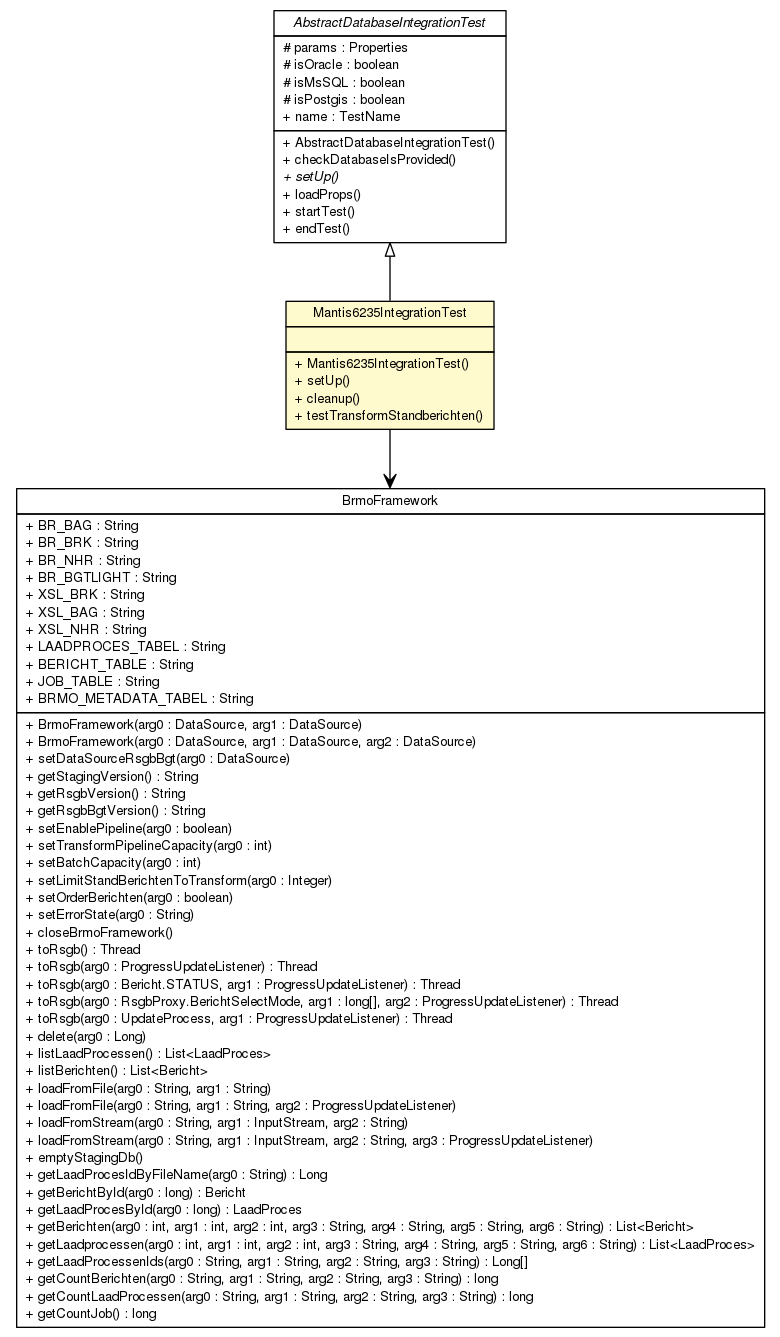 AbstractDatabaseIntegrationTest
# params : Properties
# isOracle : boolean
# isMsSQL : boolean
# isPostgis : boolean
+ name : TestName
+ AbstractDatabaseIntegrationTest()
+ checkDatabaseIsProvided()
+ setUp()
+ loadProps()
+ startTest()
+ endTest()
Mantis6235IntegrationTest
+ Mantis6235IntegrationTest()
+ setUp()
+ cleanup()
+ testTransformStandberichten()
BrmoFramework
+ BR_BAG : String
+ BR_BRK : String
+ BR_NHR : String
+ BR_BGTLIGHT : String
+ XSL_BRK : String
+ XSL_BAG : String
+ XSL_NHR : String
+ LAADPROCES_TABEL : String
+ BERICHT_TABLE : String
+ JOB_TABLE : String
+ BRMO_METADATA_TABEL : String
+ BrmoFramework(arg0 : DataSource, arg1 : DataSource)
+ BrmoFramework(arg0 : DataSource, arg1 : DataSource, arg2 : DataSource)
+ setDataSourceRsgbBgt(arg0 : DataSource)
+ getStagingVersion() : String
+ getRsgbVersion() : String
+ getRsgbBgtVersion() : String
+ setEnablePipeline(arg0 : boolean)
+ setTransformPipelineCapacity(arg0 : int)
+ setBatchCapacity(arg0 : int)
+ setLimitStandBerichtenToTransform(arg0 : Integer)
+ setOrderBerichten(arg0 : boolean)
+ setErrorState(arg0 : String)
+ closeBrmoFramework()
+ toRsgb() : Thread
+ toRsgb(arg0 : ProgressUpdateListener) : Thread
+ toRsgb(arg0 : Bericht.STATUS, arg1 : ProgressUpdateListener) : Thread
+ toRsgb(arg0 : RsgbProxy.BerichtSelectMode, arg1 : long[], arg2 : ProgressUpdateListener) : Thread
+ toRsgb(arg0 : UpdateProcess, arg1 : ProgressUpdateListener) : Thread
+ delete(arg0 : Long)
+ listLaadProcessen() : List<LaadProces>
+ listBerichten() : List<Bericht>
+ loadFromFile(arg0 : String, arg1 : String)
+ loadFromFile(arg0 : String, arg1 : String, arg2 : ProgressUpdateListener)
+ loadFromStream(arg0 : String, arg1 : InputStream, arg2 : String)
+ loadFromStream(arg0 : String, arg1 : InputStream, arg2 : String, arg3 : ProgressUpdateListener)
+ emptyStagingDb()
+ getLaadProcesIdByFileName(arg0 : String) : Long
+ getBerichtById(arg0 : long) : Bericht
+ getLaadProcesById(arg0 : long) : LaadProces
+ getBerichten(arg0 : int, arg1 : int, arg2 : int, arg3 : String, arg4 : String, arg5 : String, arg6 : String) : List<Bericht>
+ getLaadprocessen(arg0 : int, arg1 : int, arg2 : int, arg3 : String, arg4 : String, arg5 : String, arg6 : String) : List<LaadProces>
+ getLaadProcessenIds(arg0 : String, arg1 : String, arg2 : String, arg3 : String) : Long[]
+ getCountBerichten(arg0 : String, arg1 : String, arg2 : String, arg3 : String) : long
+ getCountLaadProcessen(arg0 : String, arg1 : String, arg2 : String, arg3 : String) : long
+ getCountJob() : long